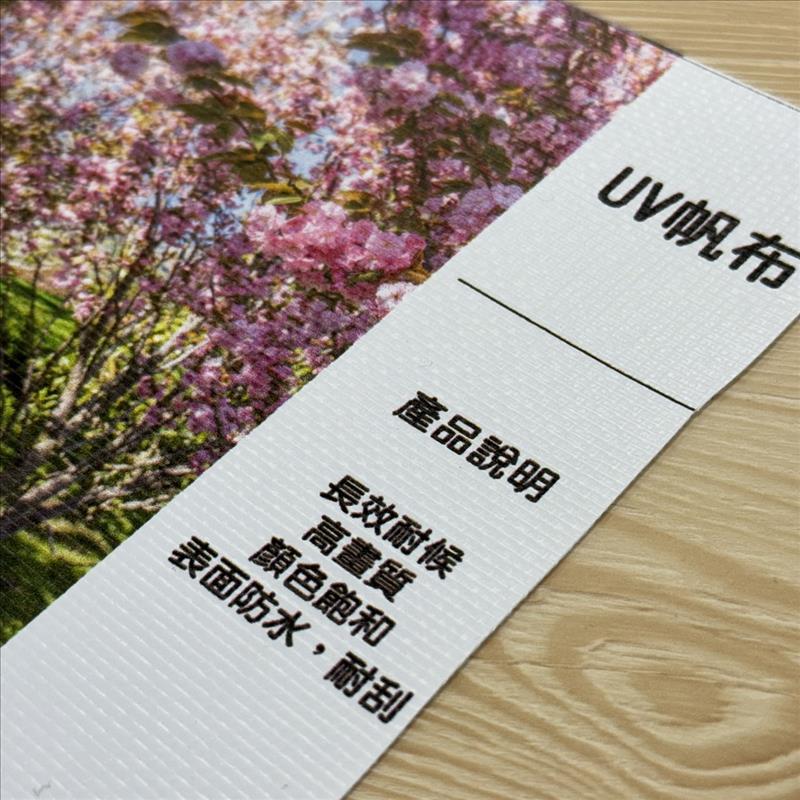 UV帆布
產品說明
長效耐候
高畫質
顏色飽和
表面防水，耐刮